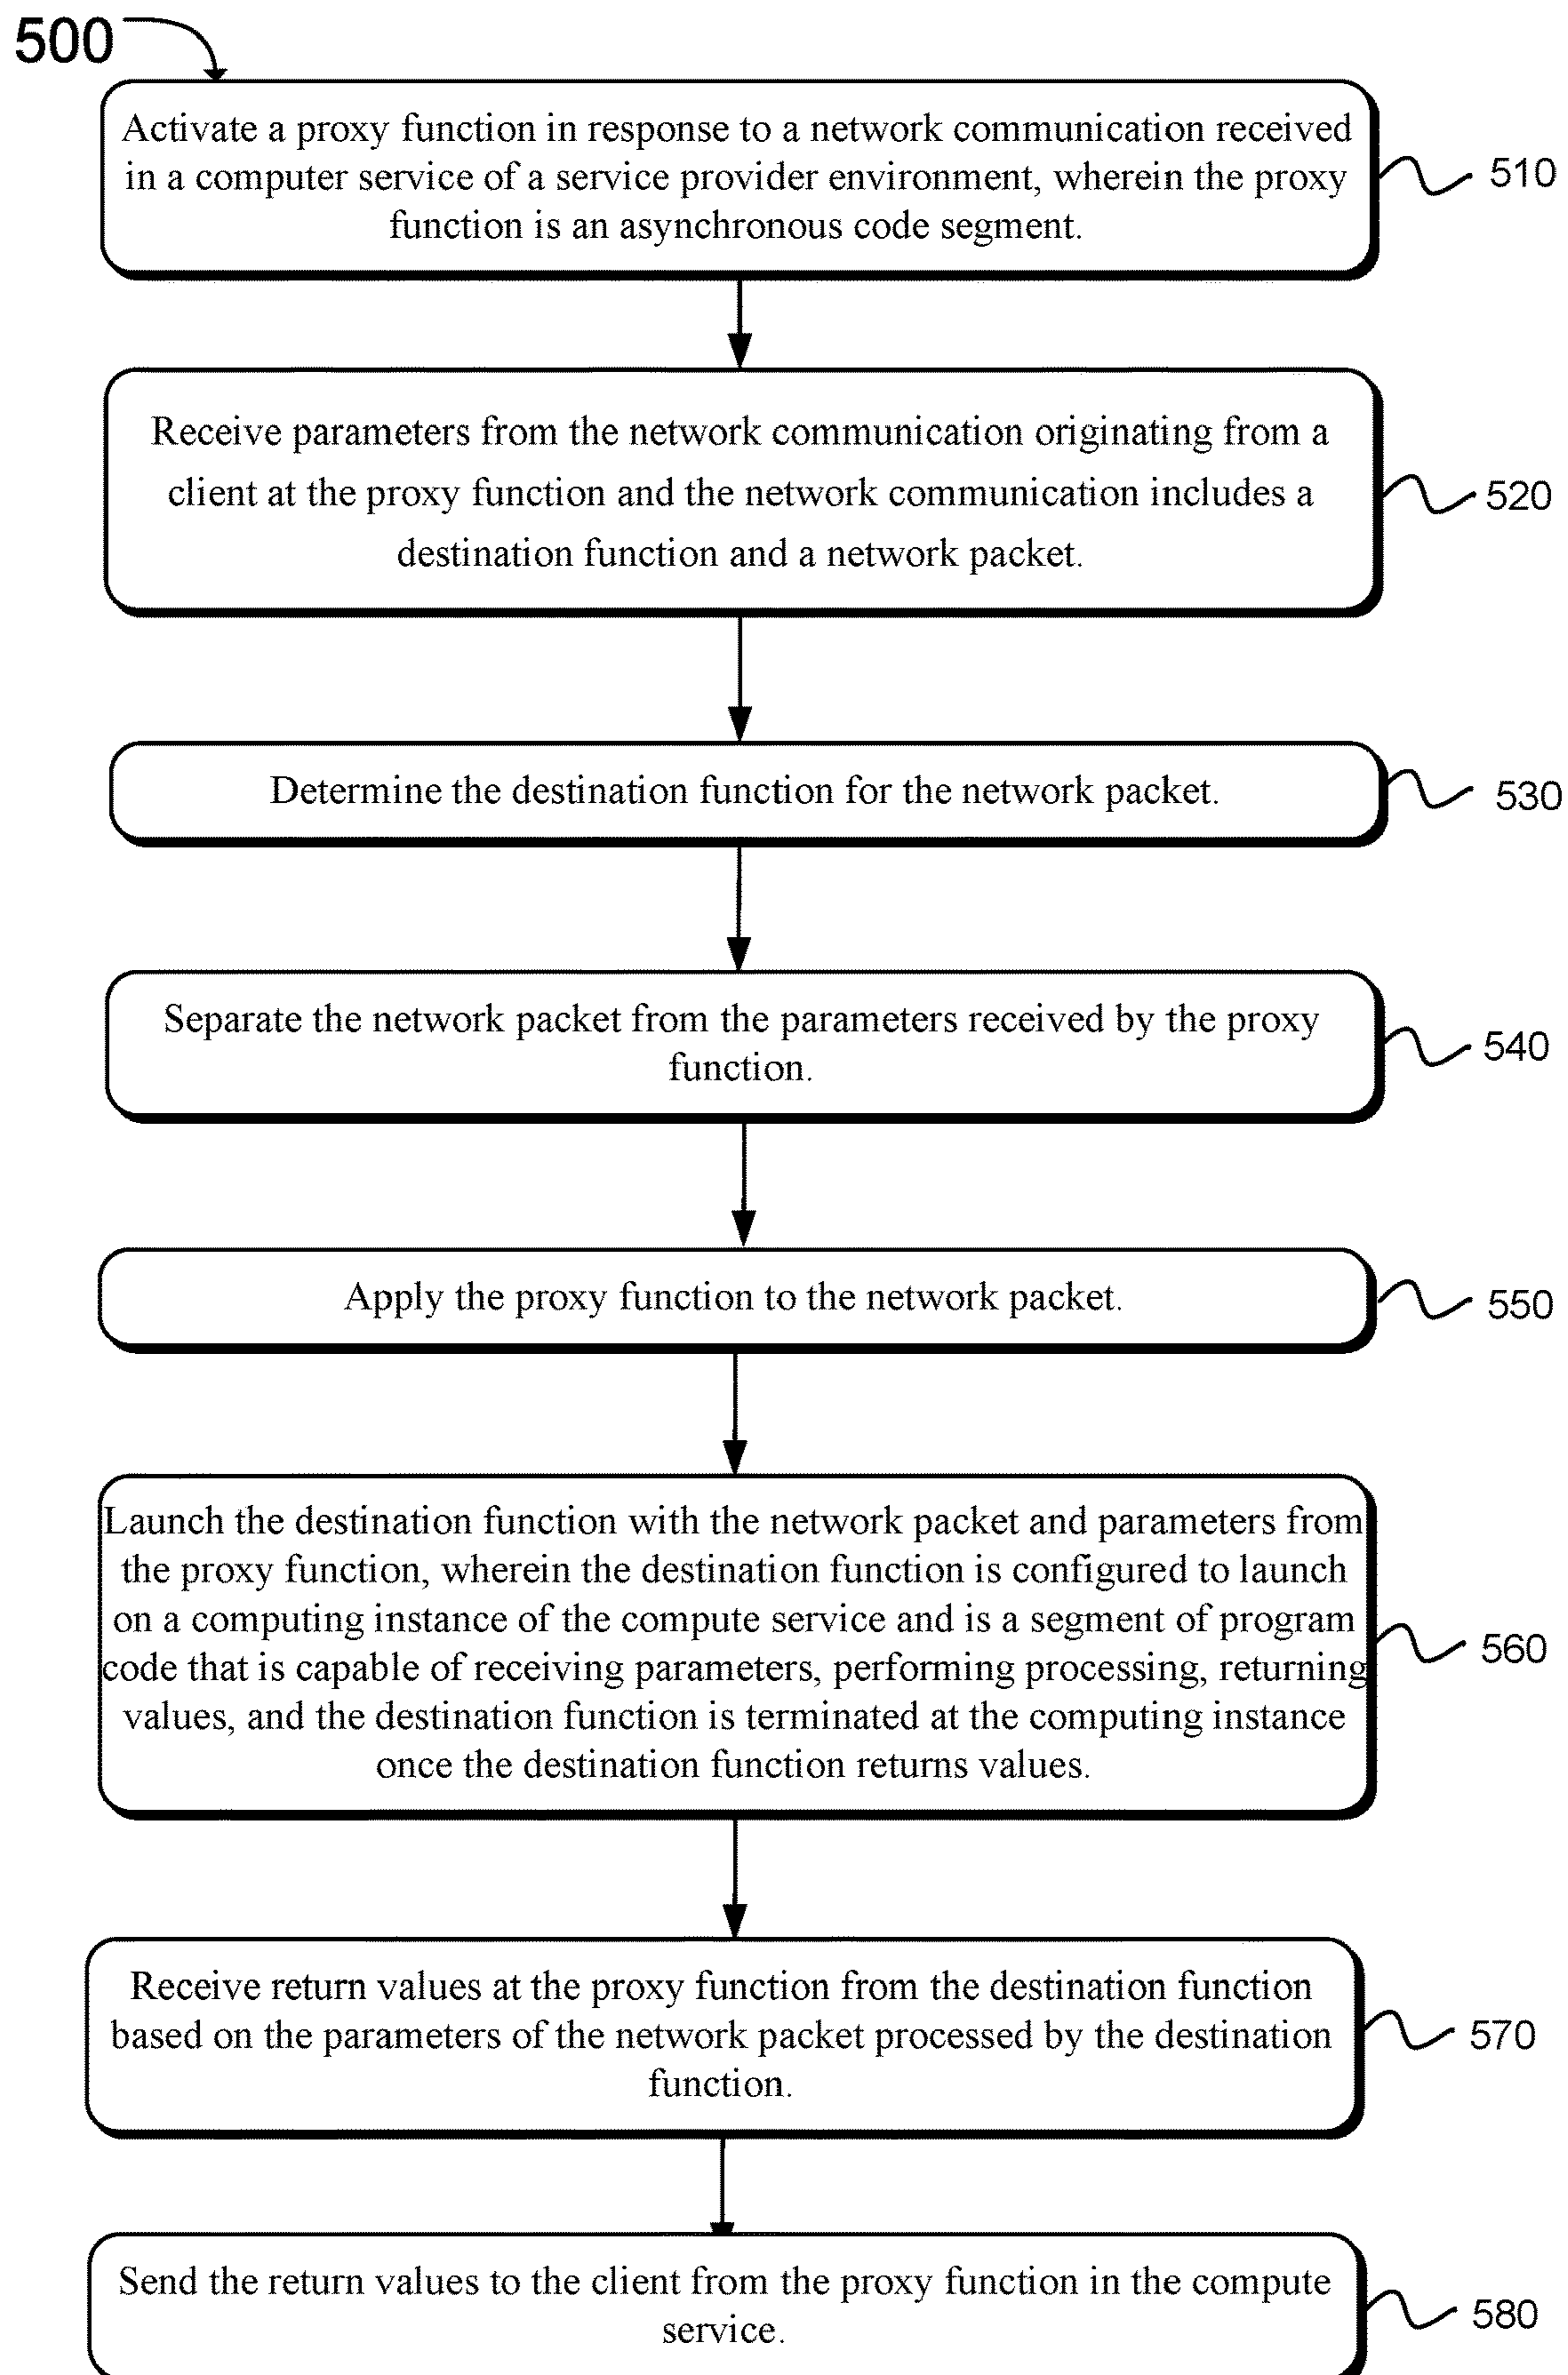 500
Activate a proxy function in response to a network communication received
in a computer service of a service provider environment, wherein the proxy
function is an asynchronous code segment.
510
Receive parameters from the network communication originating from a
client at the proxy function and the network communication includes a
destination function and a network packet.
520
Determine the destination function for the network packet.
530
Separate the network packet from the parameters received by the proxy
function.
540
Apply the proxy function to the network packet.
550
Launch the destination function with the network packet and parameters from
the proxy function, wherein the destination function is configured to launch
on a computing instance of the compute service and is a segment of program
code that is capable of receiving parameters, performing processing, returning
values, and the destination function is terminated at the computing instance
once the destination function returns values.
560
Receive return values at the proxy function from the destination function
based on the parameters of the network packet processed by the destination
function.
570
Send the return values to the client from the proxy function in the compute
service.
580